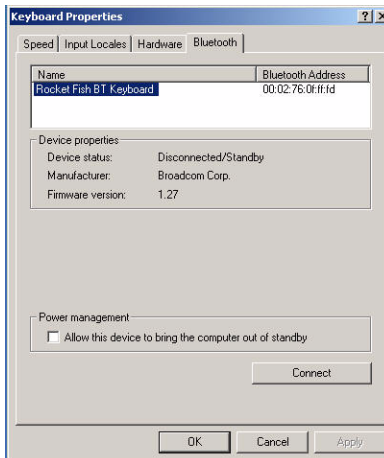 Keyboard Properties
Speed Input Locales Hardware Bluetooth
Name Bluetooth Address
Rocket Fish BT Keyboard 00:02:76:0f:ff:fd
Device properties
Device status: Disconnected/Standby
Manufacturer: Broadcom Corp.
Firmware version: 1.27
Power management
Allow this device to bring the computer out of standby
Connect
OK Cancel Apply